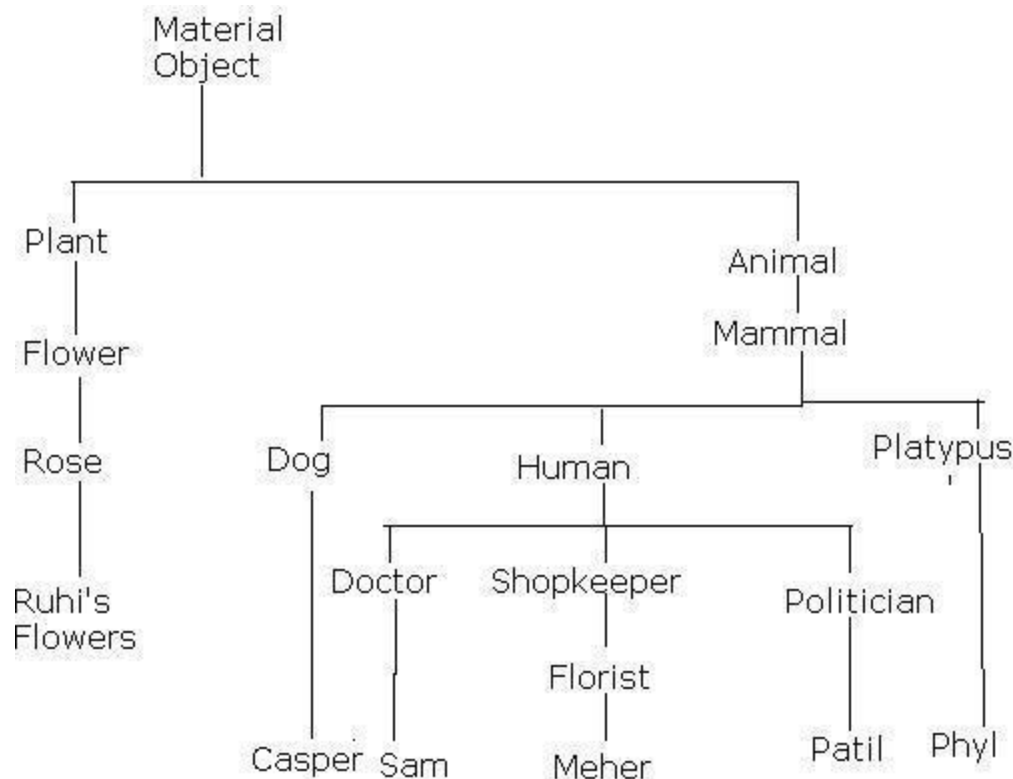 Material
Object
Plant
Animal
Mammal
Flower
Rose
Dog
Human
Platypus
Ruhi's
Flowers
Doctor
Shopkeeper
Politician
Florist
Casper
Sam
Meher
Patil
Phyl